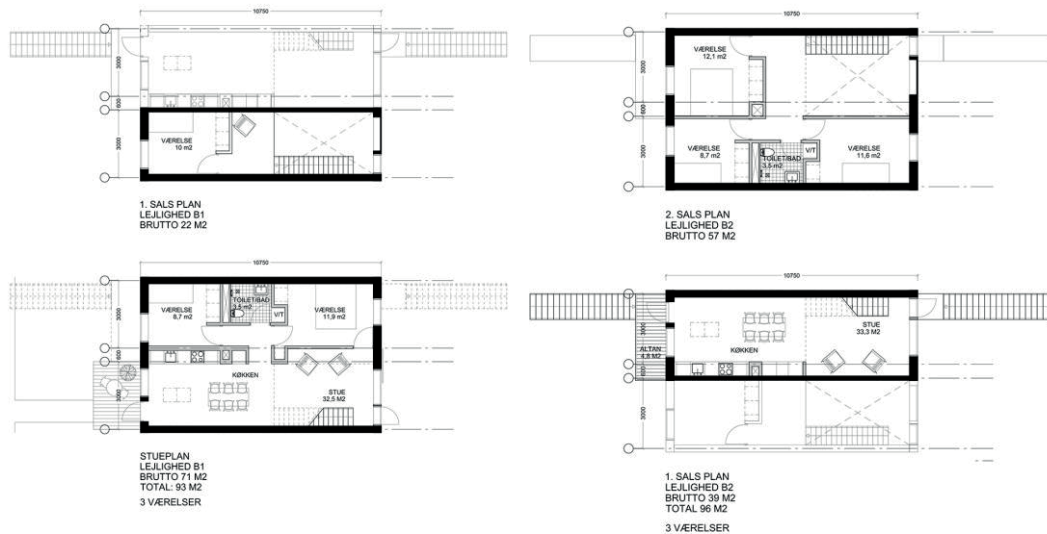 10750
3000
600
3000
VÆRELSE
10 m2
1. SALS PLAN
LEJLIGHED B1
BRUTTO 22 M2
10750
3000
600
3000
VÆRELSE
12,1 m2
VÆRELSE
8,7 m2
TOILET/BAD
3,5 m2
V/T
VÆRELSE
11,6 m2
2. SALS PLAN
LEJLIGHED B2
BRUTTO 57 M2
10750
3000
600
3000
VÆRELSE
8,7 m2
TOILET/BAD
3,5 m2
V/T
VÆRELSE
11,9 m2
KØKKEN
STUE
32,5 M2
STUEPLAN
LEJLIGHED B1
BRUTTO 71 M2
TOTAL: 93 M2
3 VÆRELSER
10750
3000
600
3000
ALTAN
4,8 M2
KØKKEN
STUE
33,3 M2
1. SALS PLAN
LEJLIGHED B2
BRUTTO 39 M2
TOTAL 96 M2
3 VÆRELSER